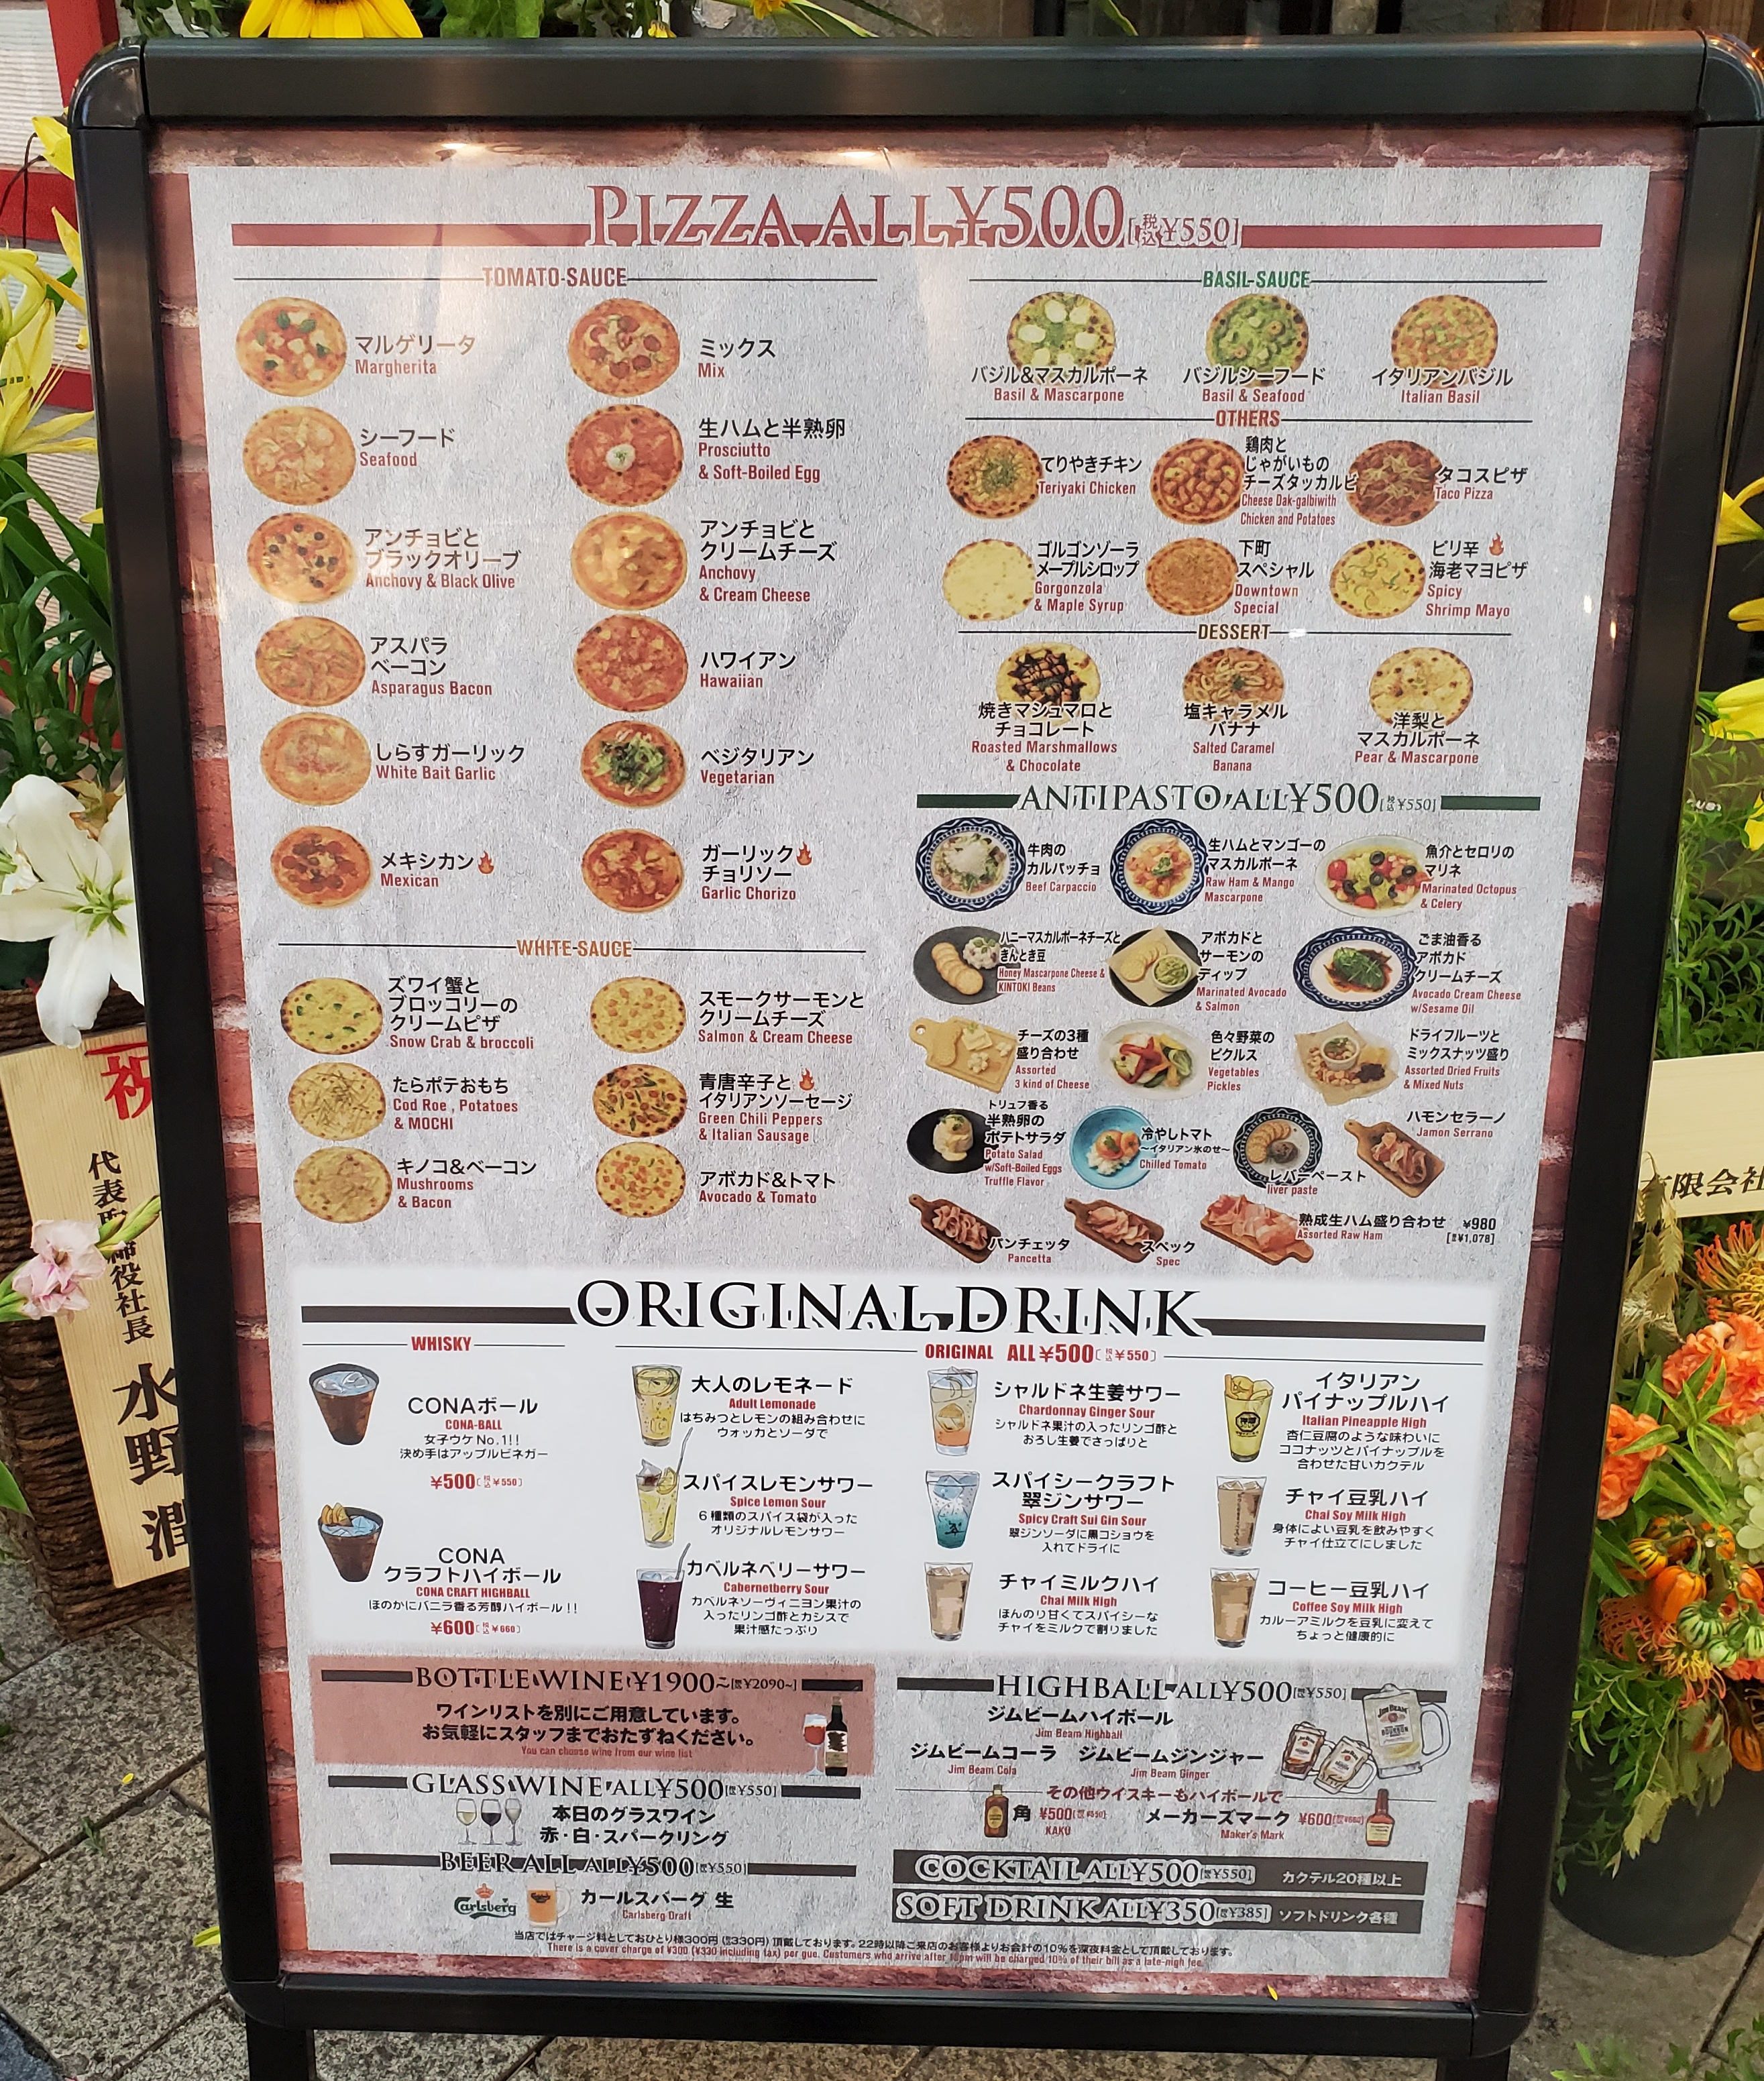 PIZZA ALL ¥500 [税込¥550]
TOMATO-SAUCE
マルゲリータ
Margherita
ミックス
Mix
シーフード
Seafood
生ハムと半熟卵
Prosciutto
& Soft-Boiled Egg
アンチョビと
ブラックオリーブ
Anchovy & Black Olive
アンチョビと
クリームチーズ
Anchovy
& Cream Cheese
アスパラ
ベーコン
Asparagus Bacon
ハワイアン
Hawaiian
しらすガーリック
White Bait Garlic
ベジタリアン
Vegetarian
メキシカン
Mexican
ガーリック
チョリソー
Garlic Chorizo
WHITE-SAUCE
ズワイ蟹と
ブロッコリーの
クリームピザ
Snow Crab & broccoli
スモークサーモンと
クリームチーズ
Salmon & Cream Cheese
たらポテおもち
Cod Roe , Potatoes
& MOCHI
青唐辛子と
イタリアンソーセージ
Green Chili Peppers
& Italian Sausage
キノコ&ベーコン
Mushrooms
& Bacon
アボカド&トマト
Avocado & Tomato
BASIL-SAUCE
バジル&マスカルポーネ
Basil & Mascarpone
バジルシーフード
Basil & Seafood
イタリアンバジル
Italian Basil
OTHERS
てりやきチキン
Teriyaki Chicken
鶏肉と
じゃがいもの
チーズタッカルビ
Cheese Dak-galbiwith
Chicken and Potatoes
タコスピザ
Taco Pizza
ゴルゴンゾーラ
メープルシロップ
Gorgonzola
& Maple Syrup
下町
スペシャル
Downtown
Special
ピリ辛
海老マヨピザ
Spicy
Shrimp Mayo
DESSERT
焼きマシュマロと
チョコレート
Roasted Marshmallows
& Chocolate
塩キャラメル
バナナ
Salted Caramel
Banana
洋梨と
マスカルポーネ
Pear & Mascarpone
ANTIPASTO ALL ¥500 [税込¥550]
牛肉の
カルパッチョ
Beef Carpaccio
生ハムとマンゴーの
マスカルポーネ
Raw Ham & Mango
Mascarpone
魚介とセロリの
マリネ
Marinated Octopus
& Celery
ハニーマスカルポーネチーズと
きんとき豆
Honey Mascarpone Cheese &
KINTOKI Beans
アボカドと
サーモンの
ディップ
Marinated Avocado
& Salmon
ごま油香る
アボカド
クリームチーズ
Avocado Cream Cheese
w/Sesame Oil
チーズの3種
盛り合わせ
Assorted
3 kind of Cheese
色々野菜の
ピクルス
Vegetables
Pickles
ドライフルーツと
ミックスナッツ盛り
Assorted Dried Fruits
& Mixed Nuts
トリュフ香る
半熟卵の
ポテトサラダ
Potato Salad
w/Soft-Boiled Eggs
Truffle Flavor
冷やしトマト
～イタリアン氷のせ～
Chilled Tomato
レバーペースト
liver paste
ハモンセラーノ
Jamon Serrano
パンチェッタ
Pancetta
スペック
Spec
熟成生ハム盛り合わせ ¥980
Assorted Raw Ham [税込¥1,078]
ORIGINAL DRINK
WHISKY
CONAボール
CONA-BALL
女子ウケ No.1!!
決め手はアップルビネガー
¥500 [税込¥550]
CONA
クラフトハイボール
CONA CRAFT HIGHBALL
ほのかにバニラ香る芳醇ハイボール!!
¥600 [税込¥660]
ORIGINAL ALL ¥500 [税込¥550]
大人のレモネード
Adult Lemonade
はちみつとレモンの組み合わせに
ウォッカとソーダで
スパイスレモンサワー
Spice Lemon Sour
6種類のスパイス袋が入った
オリジナルレモンサワー
カベルネベリーサワー
Cabernetberry Sour
カベルネソーヴィニヨン果汁の
入ったリンゴ酢とカシスで
果汁感たっぷり
シャルドネ生姜サワー
Chardonnay Ginger Sour
シャルドネ果汁の入ったリンゴ酢と
おろし生姜でさっぱりと
スパイシークラフト
翠ジンサワー
Spicy Craft Sui Gin Sour
翠ジンソーダに黒コショウを
入れてドライに
チャイミルクハイ
Chai Milk High
ほんのり甘くてスパイシーな
チャイをミルクで割りました
イタリアン
パイナップルハイ
Italian Pineapple High
杏仁豆腐のような味わいに
ココナッツとパイナップルを
合わせた甘いカクテル
チャイ豆乳ハイ
Chai Soy Milk High
身体によい豆乳を飲みやすく
チャイ仕立てにしました
コーヒー豆乳ハイ
Coffee Soy Milk High
カルーアミルクを豆乳に変えて
ちょっと健康的に
BOTTLE WINE ¥1900~ [税込¥2090~]
ワインリストを別にご用意しています。
お気軽にスタッフまでおたずねください。
You can choose wine from our wine list
GLASS WINE ALL ¥500 [税込¥550]
本日のグラスワイン
赤・白・スパークリング
BEER ALL ALL ¥500 [税込¥550]
Carlsberg
カールスバーグ 生
Carlsberg Draft
HIGHBALL ALL ¥500 [税込¥550]
ジムビームハイボール
Jim Beam Highball
ジムビームコーラ
Jim Beam Cola
ジムビームジンジャー
Jim Beam Ginger
JIM BEAM
その他ウイスキーもハイボールで
角 ¥500 [税込¥550]
KAKU
メーカーズマーク ¥600 [税込¥660]
Maker's Mark
COCKTAIL ALL ¥500 [税込¥550] カクテル20種以上
SOFT DRINK ALL ¥350 [税込¥385] ソフトドリンク各種
当店ではチャージ料としておひとり様300円 (税込330円) 頂戴しております。22時以降ご来店のお客様よりお会計の10%を深夜料金として頂戴しております。
There is a cover charge of ¥300 (¥330 including tax) per gue. Customers who arrive after 10pm will be charged 10% of their bill as a late-nigh fee.
祝
代表取締役社長
水野
有限会社